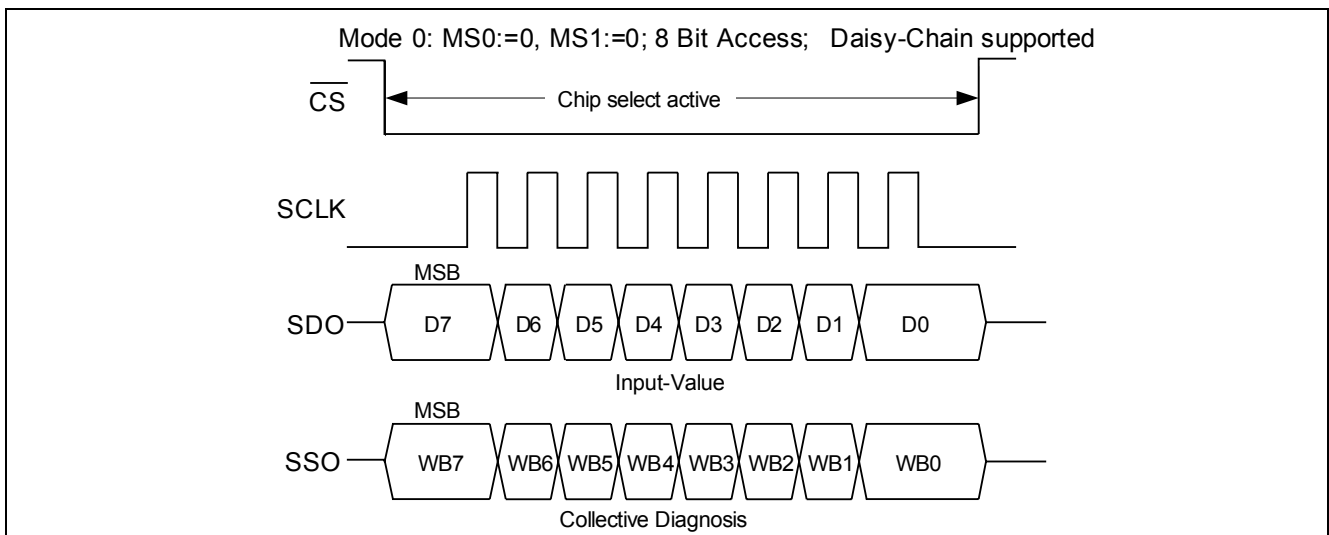 Mode 0: MS0:=0, MS1:=0; 8 Bit Access; Daisy-Chain supported
CS
Chip select active
SCLK
MSB
SDO D7 D6 D5 D4 D3 D2 D1 D0
Input-Value
MSB
SSO WB7 WB6 WB5 WB4 WB3 WB2 WB1 WB0
Collective Diagnosis